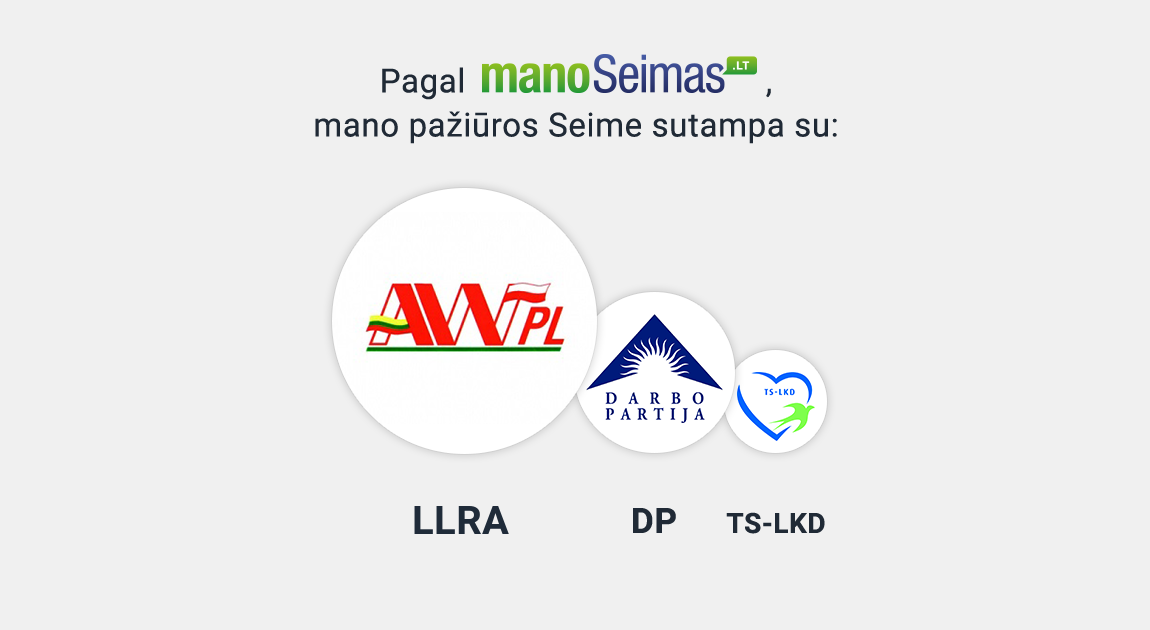 Pagal manoSeimas.LT,
mano pažiūros Seime sutampa su:
AWPL
DARBO
PARTIJA
TS-LKD
LLRA
DP
TS-LKD